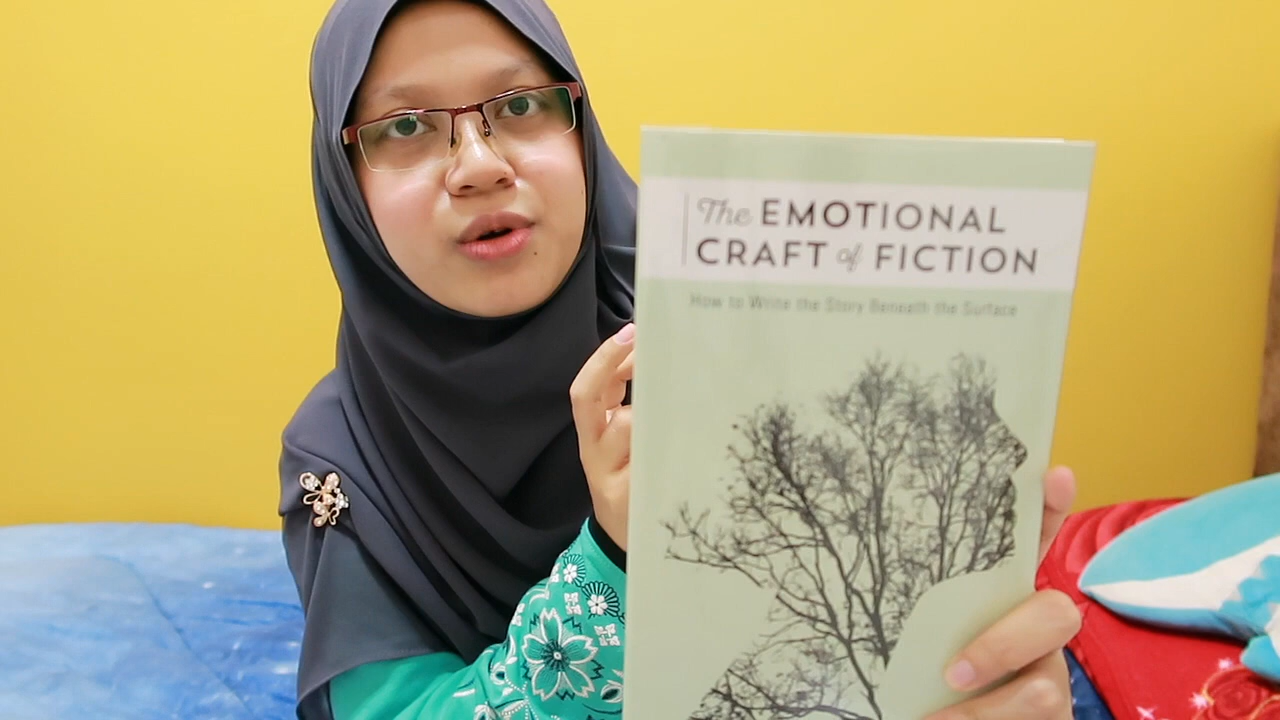 The EMOTIONAL
CRAFT of FICTION
How to Write the Story Beneath the Surface